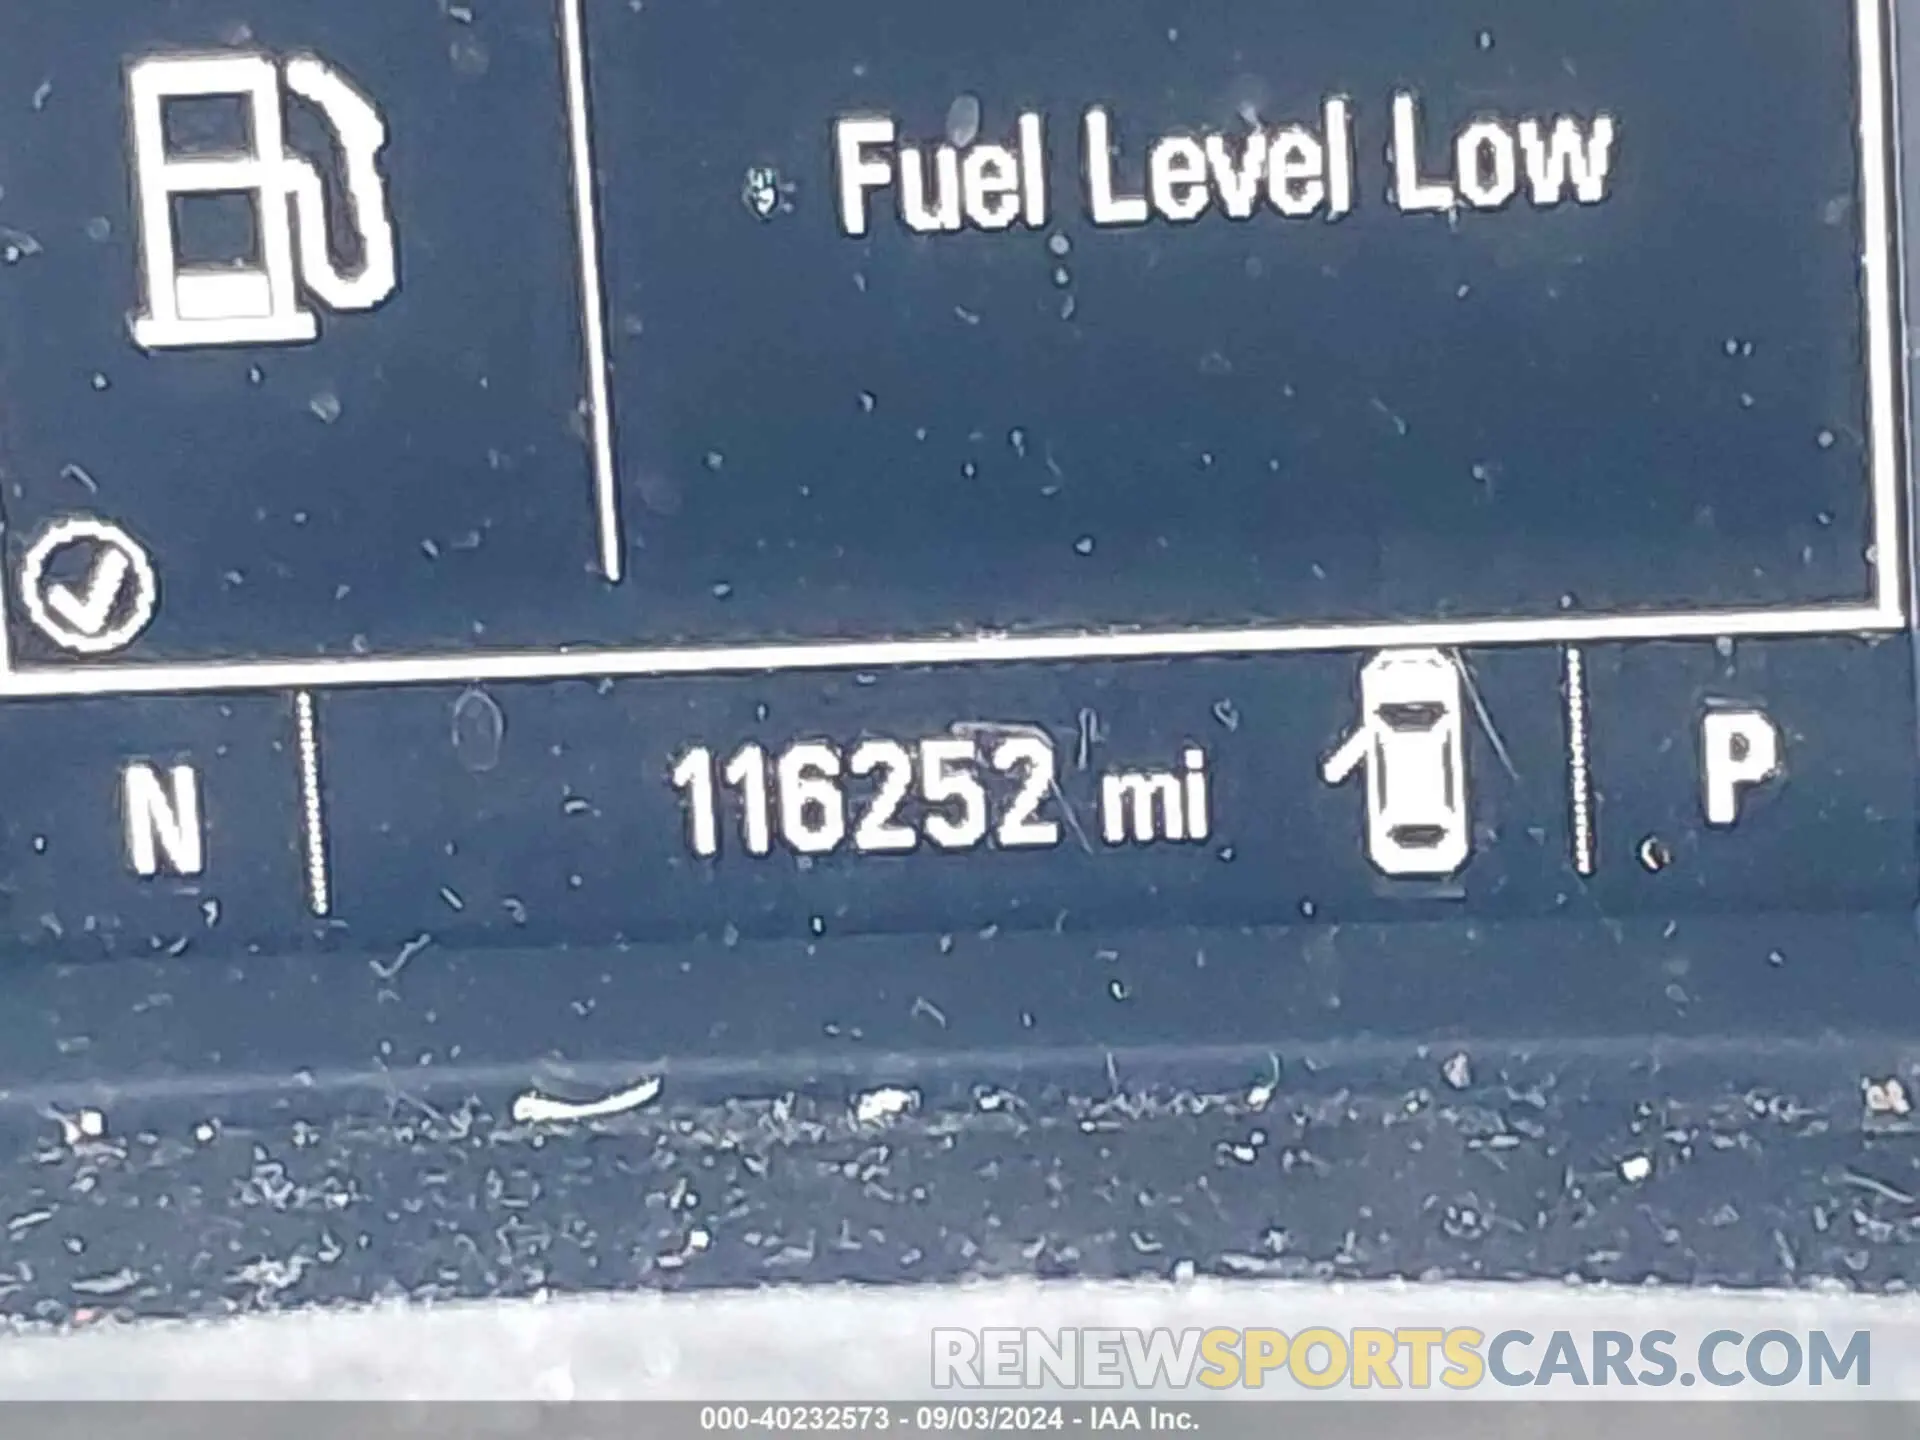 Fuel Level Low
N 116252 mi P
RENEWSPORTSCARS.COM
000-40232573 - 09/03/2024 - IAA Inc.